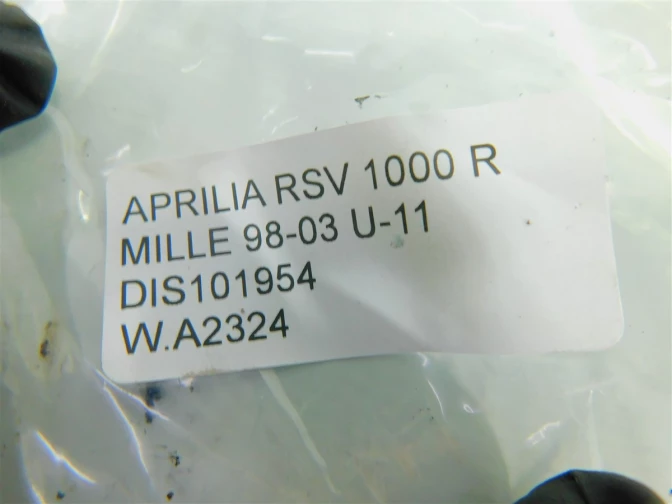 APRILIA RSV 1000 R
MILLE 98-03 U-11
DIS101954
W.A2324